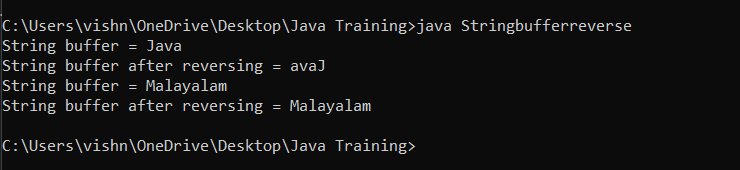 C:\Users\vishn\OneDrive\Desktop\Java Training>java Stringbufferreverse
String buffer = Java
String buffer after reversing = avaJ
String buffer = Malayalam
String buffer after reversing = Malayalam
C:\Users\vishn\OneDrive\Desktop\Java Training>